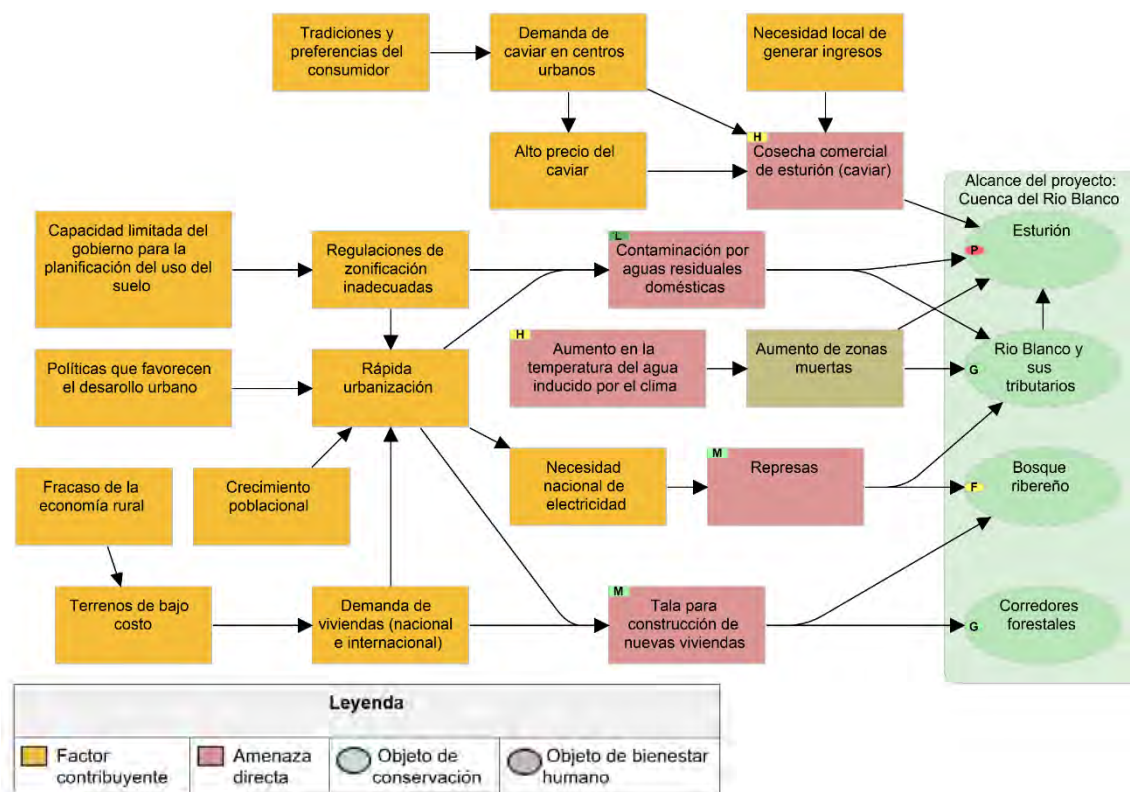 Tradiciones y
preferencias del
consumidor
Demanda de
caviar en centros
urbanos
Necesidad local de
generar ingresos
Alto precio del
caviar
H
Cosecha comercial
de esturión (caviar)
Alcance del proyecto:
Cuenca del Rio Blanco
Capacidad limitada del
gobierno para la
planificación del uso del
suelo
Regulaciones de
zonificación
inadecuadas
L
Contaminación por
aguas residuales
domésticas
Esturión
P
Políticas que favorecen
el desarollo urbano
Rápida
urbanización
H
Aumento en la
temperatura del agua
inducido por el clima
Aumento de zonas
muertas
Rio Blanco y
sus
tributarios
G
Fracaso de la
economía rural
Crecimiento
poblacional
Necesidad
nacional de
electricidad
M
Represas
Bosque
ribereño
F
Terrenos de bajo
costo
Demanda de
viviendas (nacional
e internacional)
M
Tala para
construcción de
nuevas viviendas
Corredores
forestales
G
Leyenda
Factor
contribuyente
Amenaza
directa
Objeto de
conservación
Objeto de bienestar
humano